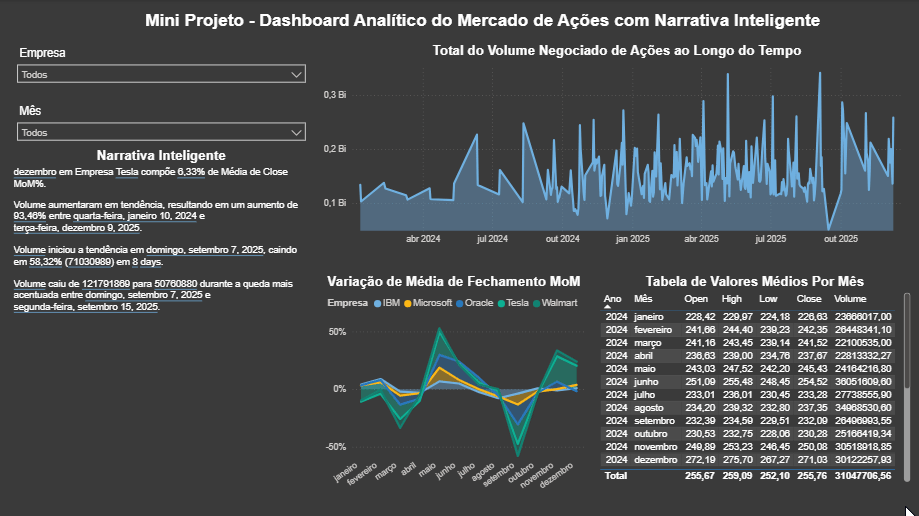 Mini Projeto - Dashboard Analítico do Mercado de Ações com Narrativa Inteligente
Empresa
Todos
Mês
Todos
Narrativa Inteligente
dezembro em Empresa Tesla compõe 6,33% de Média de Close
MoM%.
Volume aumentaram em tendência, resultando em um aumento de
93,46% entre quarta-feira, janeiro 10, 2024 e
terça-feira, dezembro 9, 2025.
Volume iniciou a tendência em domingo, setembro 7, 2025, caindo
em 58,32% (71030989) em 8 days.
Volume caiu de 121791869 para 50760880 durante a queda mais
acentuada entre domingo, setembro 7, 2025 e
segunda-feira, setembro 15, 2025.
Total do Volume Negociado de Ações ao Longo do Tempo
0,3 Bi
0,2 Bi
0,1 Bi
abr 2024 jul 2024 out 2024 jan 2025 abr 2025 jul 2025 out 2025
Variação de Média de Fechamento MoM
Empresa IBM Microsoft Oracle Tesla Walmart
50%
0%
-50%
janeiro fevereiro março abril maio junho julho agosto setembro outubro novembro dezembro
Tabela de Valores Médios Por Mês
Ano Mês Open High Low Close Volume
2024 janeiro 228,42 229,97 224,18 226,63 23666017,00
2024 fevereiro 241,66 244,40 239,23 242,35 26448341,10
2024 março 241,16 243,45 239,14 241,52 22100535,00
2024 abril 236,63 239,00 234,76 237,67 22813332,27
2024 maio 243,03 247,52 242,20 245,43 24164216,80
2024 junho 251,09 255,48 248,45 254,52 36051609,60
2024 julho 233,01 236,01 230,45 233,28 27738555,90
2024 agosto 234,20 239,32 232,80 237,35 34968530,60
2024 setembro 232,39 234,59 229,51 232,09 26496993,55
2024 outubro 230,53 232,75 228,06 230,28 25166419,34
2024 novembro 249,89 253,23 246,45 250,08 30518918,85
2024 dezembro 272,19 275,70 267,27 271,03 30122257,93
Total 255,67 259,09 252,10 255,76 31047706,56